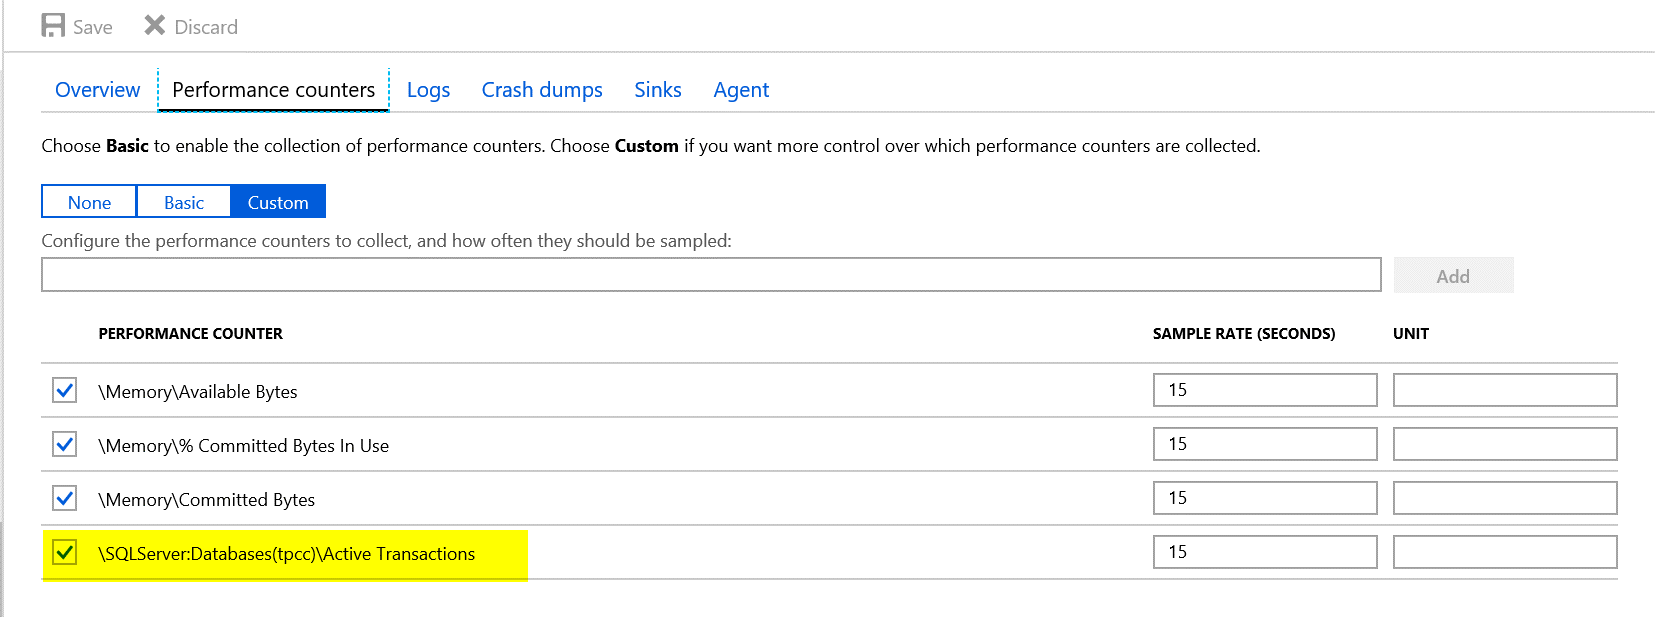 Save Discard
Overview Performance counters Logs Crash dumps Sinks Agent
Choose Basic to enable the collection of performance counters. Choose Custom if you want more control over which performance counters are collected.
None Basic Custom
Configure the performance counters to collect, and how often they should be sampled:
Add
PERFORMANCE COUNTER SAMPLE RATE (SECONDS) UNIT
\Memory\Available Bytes 15
\Memory\% Committed Bytes In Use 15
\Memory\Committed Bytes 15
\SQLServer:Databases(tpcc)\Active Transactions 15